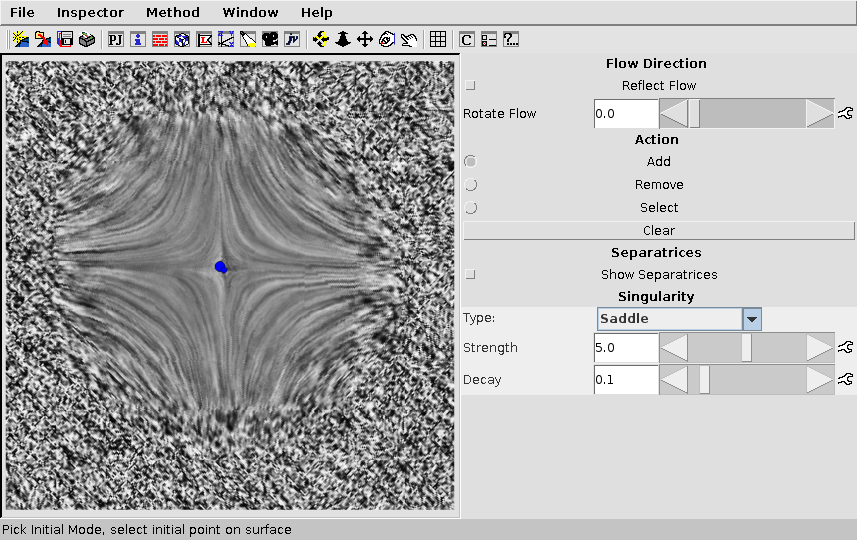 File Inspector Method Window Help
PJ i jv C ?...
Flow Direction
Reflect Flow
Rotate Flow 0.0
Action
Add
Remove
Select
Clear
Separatrices
Show Separatrices
Singularity
Type: Saddle
Strength 5.0
Decay 0.1
Pick Initial Mode, select initial point on surface